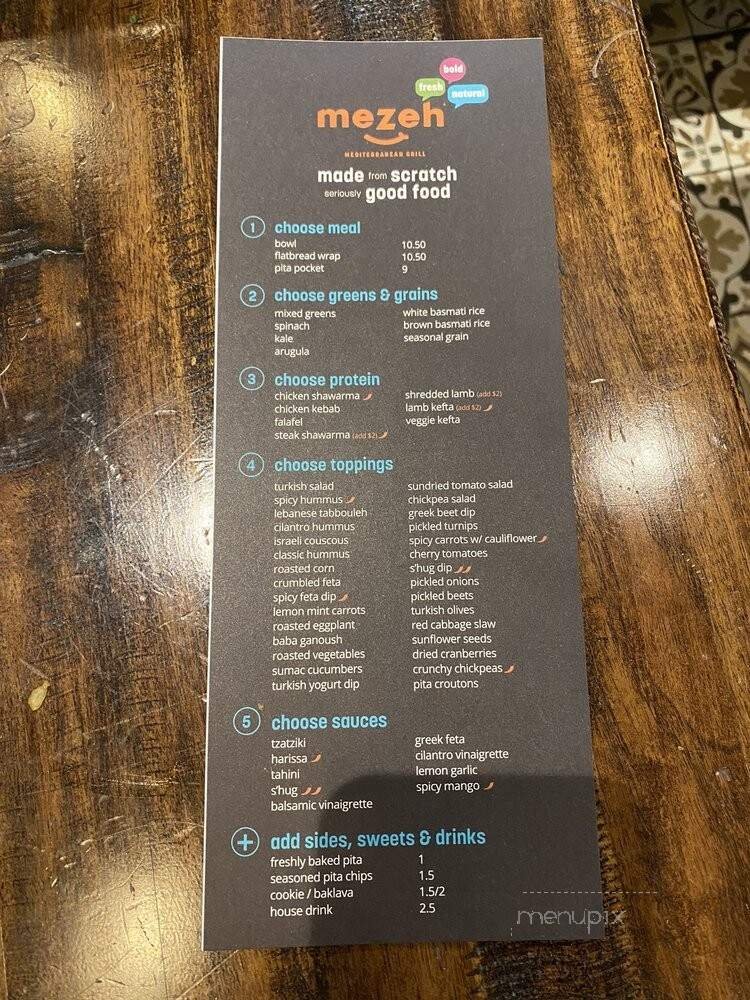 bold
fresh
natural
mezeh
MEDITERRANEAN GRILL
made from scratch
seriously good food
1 choose meal
bowl 10.50
flatbread wrap 10.50
pita pocket 9
2 choose greens & grains
mixed greens white basmati rice
spinach brown basmati rice
kale seasonal grain
arugula
3 choose protein
chicken shawarma shredded lamb (add $2)
chicken kebab lamb kefta (add $2)
falafel veggie kefta
steak shawarma (add $2)
4 choose toppings
turkish salad sundried tomato salad
spicy hummus chickpea salad
lebanese tabbouleh greek beet dip
cilantro hummus pickled turnips
israeli couscous spicy carrots w/ cauliflower
classic hummus cherry tomatoes
roasted corn s'hug dip
crumbled feta pickled onions
spicy feta dip pickled beets
lemon mint carrots turkish olives
roasted eggplant red cabbage slaw
baba ganoush sunflower seeds
roasted vegetables dried cranberries
sumac cucumbers crunchy chickpeas
turkish yogurt dip pita croutons
5 choose sauces
tzatziki greek feta
harissa cilantro vinaigrette
tahini lemon garlic
s'hug spicy mango
balsamic vinaigrette
+ add sides, sweets & drinks
freshly baked pita 1
seasoned pita chips 1.5
cookie / baklava 1.5/2
house drink 2.5
menupix